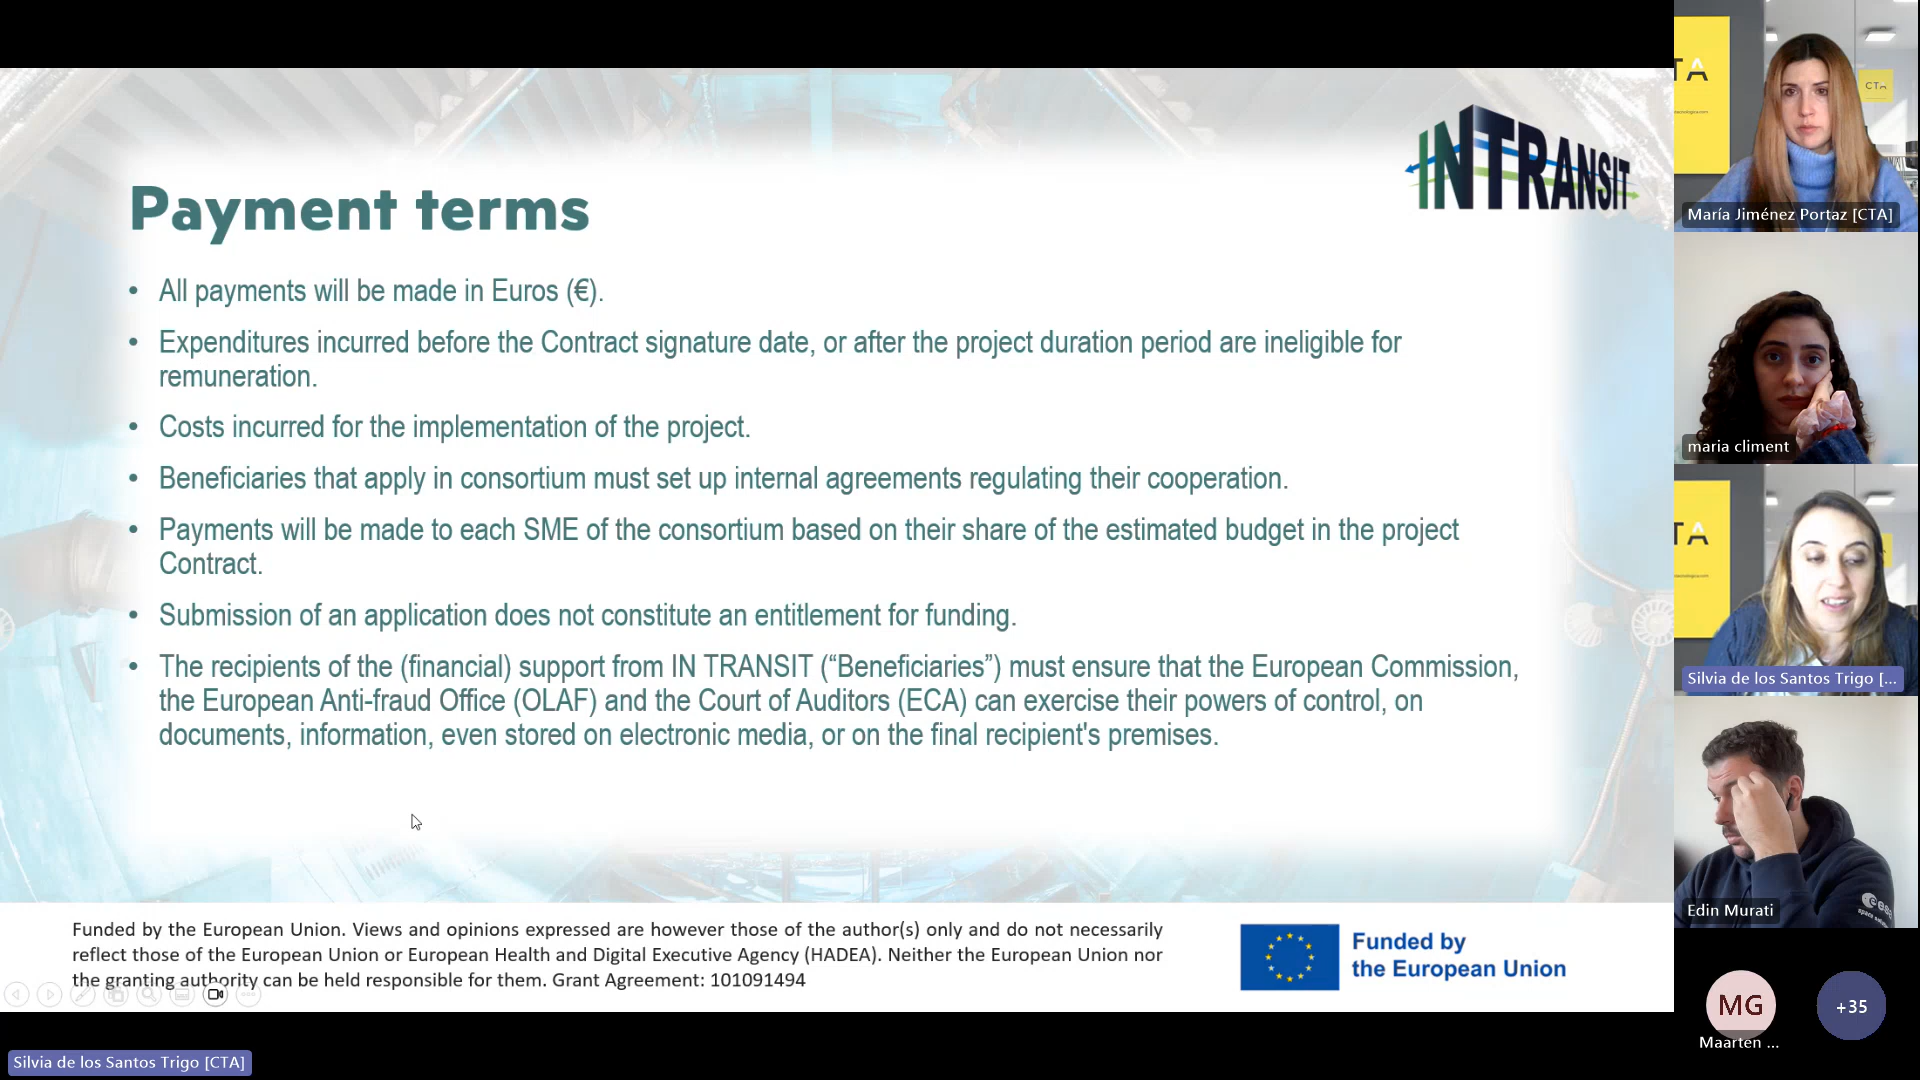 INTRANSIT
Payment terms
• All payments will be made in Euros (€).
• Expenditures incurred before the Contract signature date, or after the project duration period are ineligible for
remuneration.
• Costs incurred for the implementation of the project.
• Beneficiaries that apply in consortium must set up internal agreements regulating their cooperation.
• Payments will be made to each SME of the consortium based on their share of the estimated budget in the project
Contract.
• Submission of an application does not constitute an entitlement for funding.
• The recipients of the (financial) support from IN TRANSIT (“Beneficiaries”) must ensure that the European Commission,
the European Anti-fraud Office (OLAF) and the Court of Auditors (ECA) can exercise their powers of control, on
documents, information, even stored on electronic media, or on the final recipient's premises.
Funded by the European Union. Views and opinions expressed are however those of the author(s) only and do not necessarily
reflect those of the European Union or European Health and Digital Executive Agency (HADEA). Neither the European Union nor
the granting authority can be held responsible for them. Grant Agreement: 101091494
Funded by
the European Union
Silvia de los Santos Trigo [CTA]
TA
CTA
María Jiménez Portaz [CTA]
maria climent
TA
Silvia de los Santos Trigo [...
esa
Edin Murati
MG
Maarten ...
+35